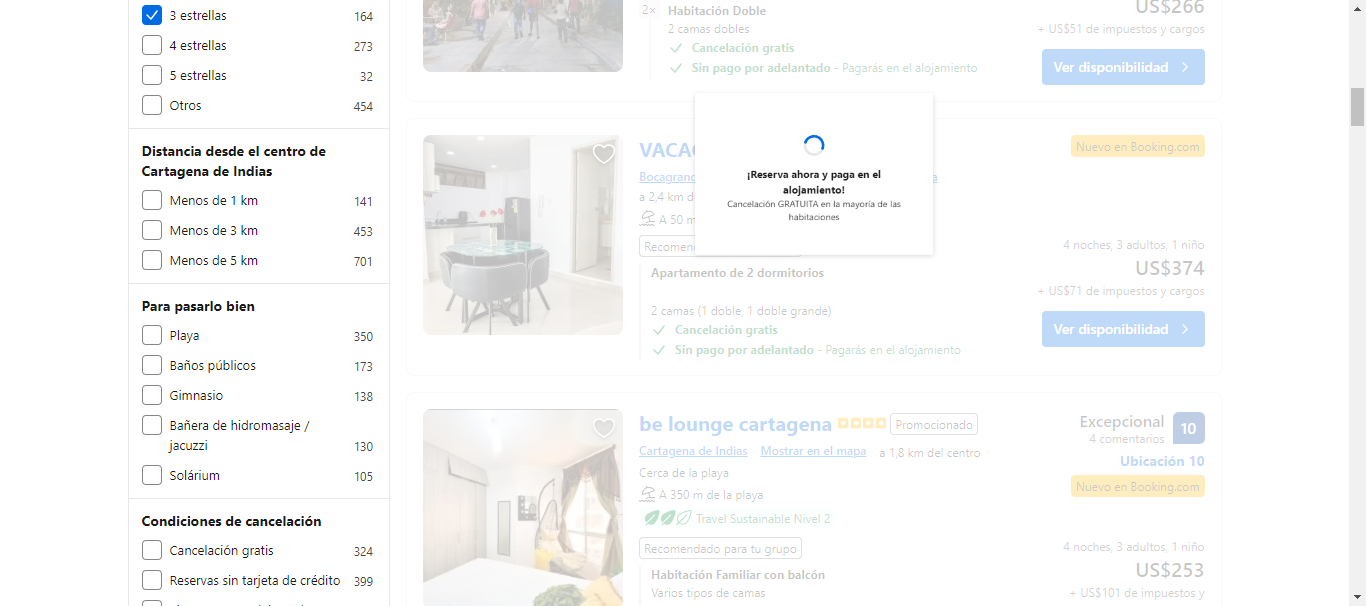 3 estrellas 164
4 estrellas 273
5 estrellas 32
Otros 454
Distancia desde el centro de
Cartagena de Indias
Menos de 1 km 141
Menos de 3 km 453
Menos de 5 km 701
Para pasarlo bien
Playa 350
Baños públicos 173
Gimnasio 138
Bañera de hidromasaje /
jacuzzi 130
Solárium 105
Condiciones de cancelación
Cancelación gratis 324
Reservas sin tarjeta de crédito 399
2× Habitación Doble
2 camas dobles
Cancelación gratis
Sin pago por adelantado - Pagarás en el alojamiento
US$266
+ US$51 de impuestos y cargos
Ver disponibilidad
¡Reserva ahora y paga en el
alojamiento!
Cancelación GRATUITA en la mayoría de las
habitaciones
Nuevo en Booking.com
a 2,4 km
A 50 m
Apartamento de 2 dormitorios
2 camas (1 doble, 1 doble grande)
Cancelación gratis
Sin pago por adelantado - Pagarás en el alojamiento
4 noches, 3 adultos, 1 niño
US$374
+ US$71 de impuestos y cargos
Ver disponibilidad
be lounge cartagena Promocionado
Cartagena de Indias Mostrar en el mapa a 1,8 km del centro
Cerca de la playa
A 350 m de la playa
Travel Sustainable Nivel 2
Recomendado para tu grupo
Habitación Familiar con balcón
Varios tipos de camas
Excepcional 10
4 comentarios
Ubicación 10
Nuevo en Booking.com
4 noches, 3 adultos, 1 niño
US$253
+ US$101 de impuestos y